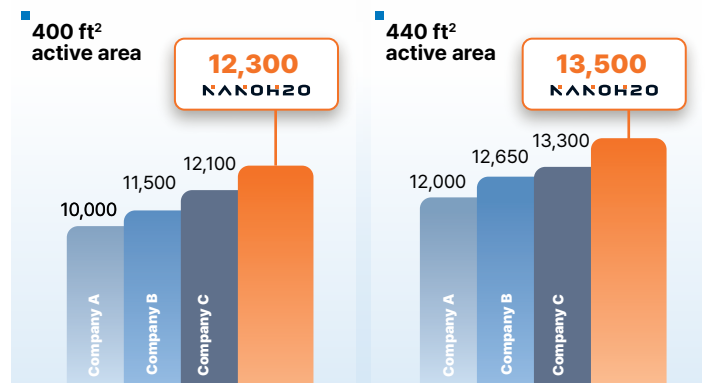 400 ft²
active area
12,300
NANOH2O
10,000
11,500
12,100
Company A
Company B
Company C
440 ft²
active area
13,500
NANOH2O
12,000
12,650
13,300
Company A
Company B
Company C